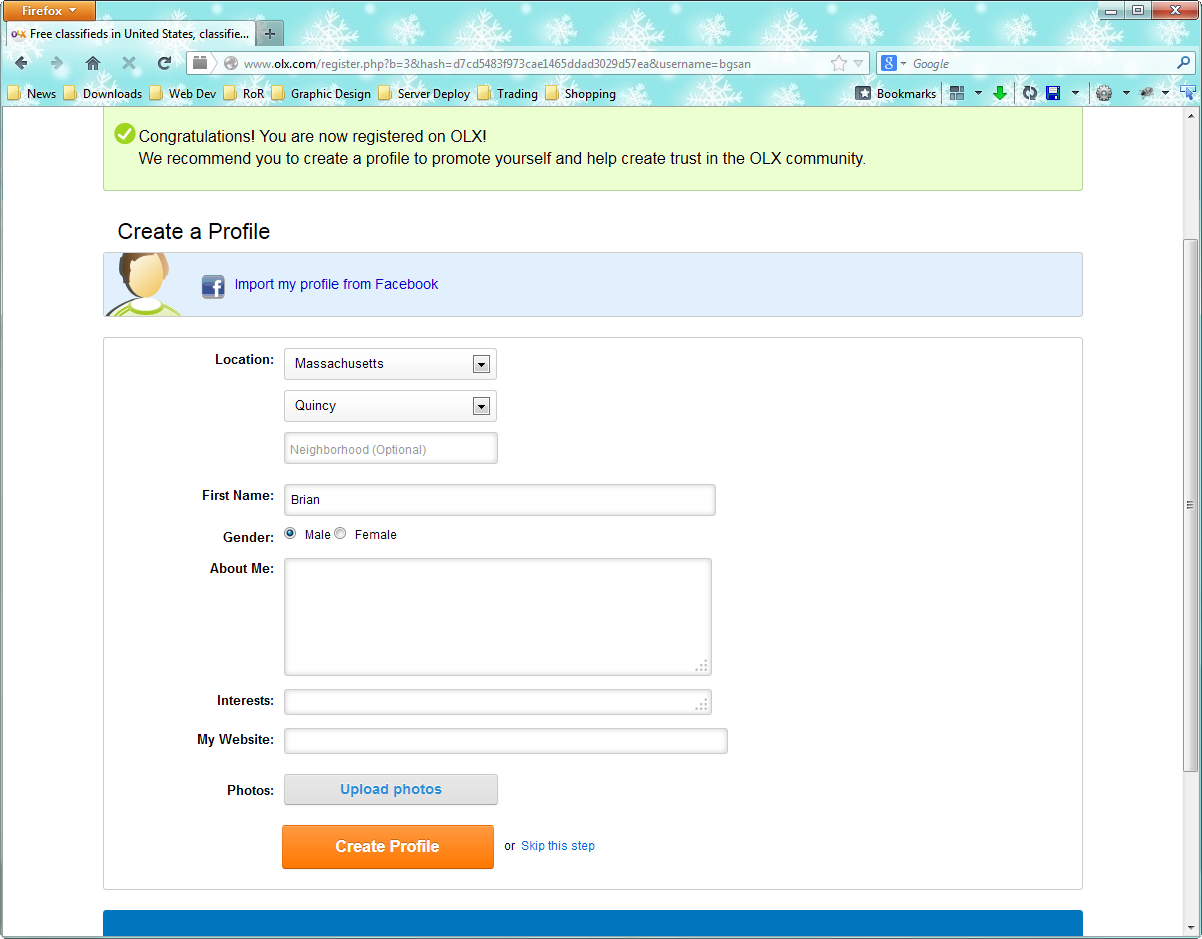 Firefox
OLX Free classifieds in United States, classifie...
www.olx.com/register.php?b=3&hash=d7cd5483f973cae1465ddad3029d57ea&username=bgsan
Google
News Downloads Web Dev RoR Graphic Design Server Deploy Trading Shopping Bookmarks
Congratulations! You are now registered on OLX!
We recommend you to create a profile to promote yourself and help create trust in the OLX community.
Create a Profile
Import my profile from Facebook
Location: Massachusetts
Quincy
Neighborhood (Optional)
First Name: Brian
Gender: Male Female
About Me:
Interests:
My Website:
Photos: Upload photos
Create Profile or Skip this step